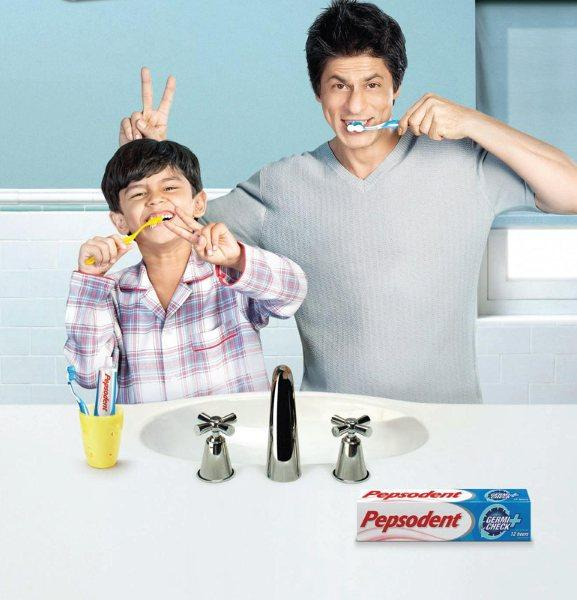 Pepsodent
Pepsodent
Pepsodent
GERMI
CHECK+
12 hours